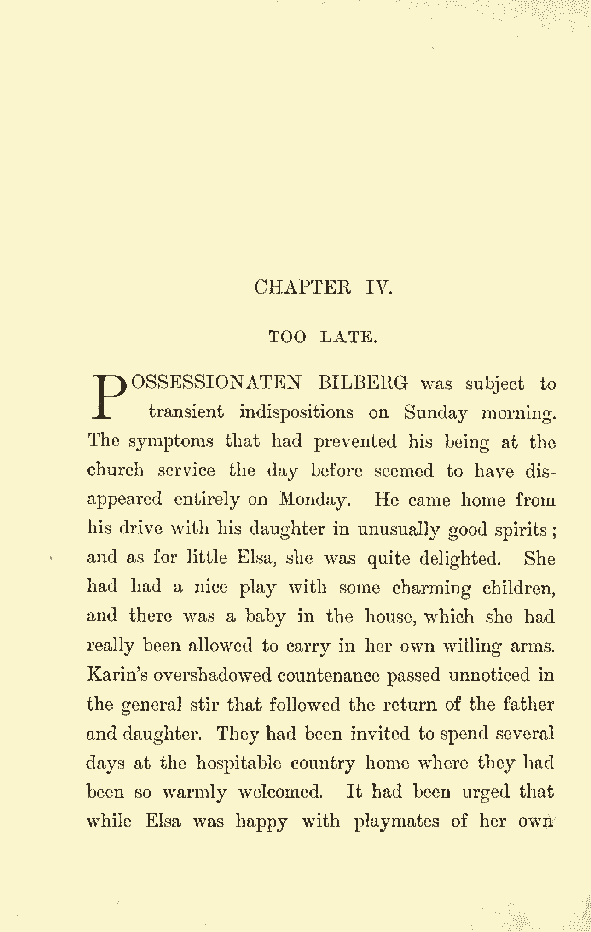 CHAPTER IV.
TOO LATE.
POSSESSIONATEN BILBERG was subject to
transient indispositions on Sunday morning.
The symptoms that had prevented his being at the
church service the day before seemed to have dis-
appeared entirely on Monday. He came home from
his drive with his daughter in unusually good spirits;
and as for little Elsa, she was quite delighted. She
had had a nice play with some charming children,
and there was a baby in the house, which she had
really been allowed to carry in her own willing arms.
Karin's overshadowed countenance passed unnoticed in
the general stir that followed the return of the father
and daughter. They had been invited to spend several
days at the hospitable country home where they had
been so warmly welcomed. It had been urged that
while Elsa was happy with playmates of her own